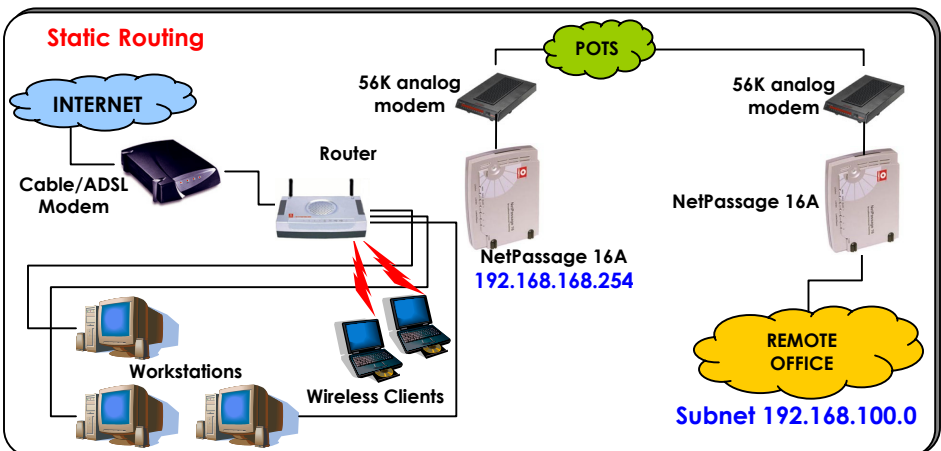 Static Routing
POTS
INTERNET
56K analog
modem
56K analog
modem
Router
Cable/ADSL
Modem
NetPassage 16A
NetPassage 16A
192.168.168.254
Workstations
Wireless Clients
REMOTE
OFFICE
Subnet 192.168.100.0